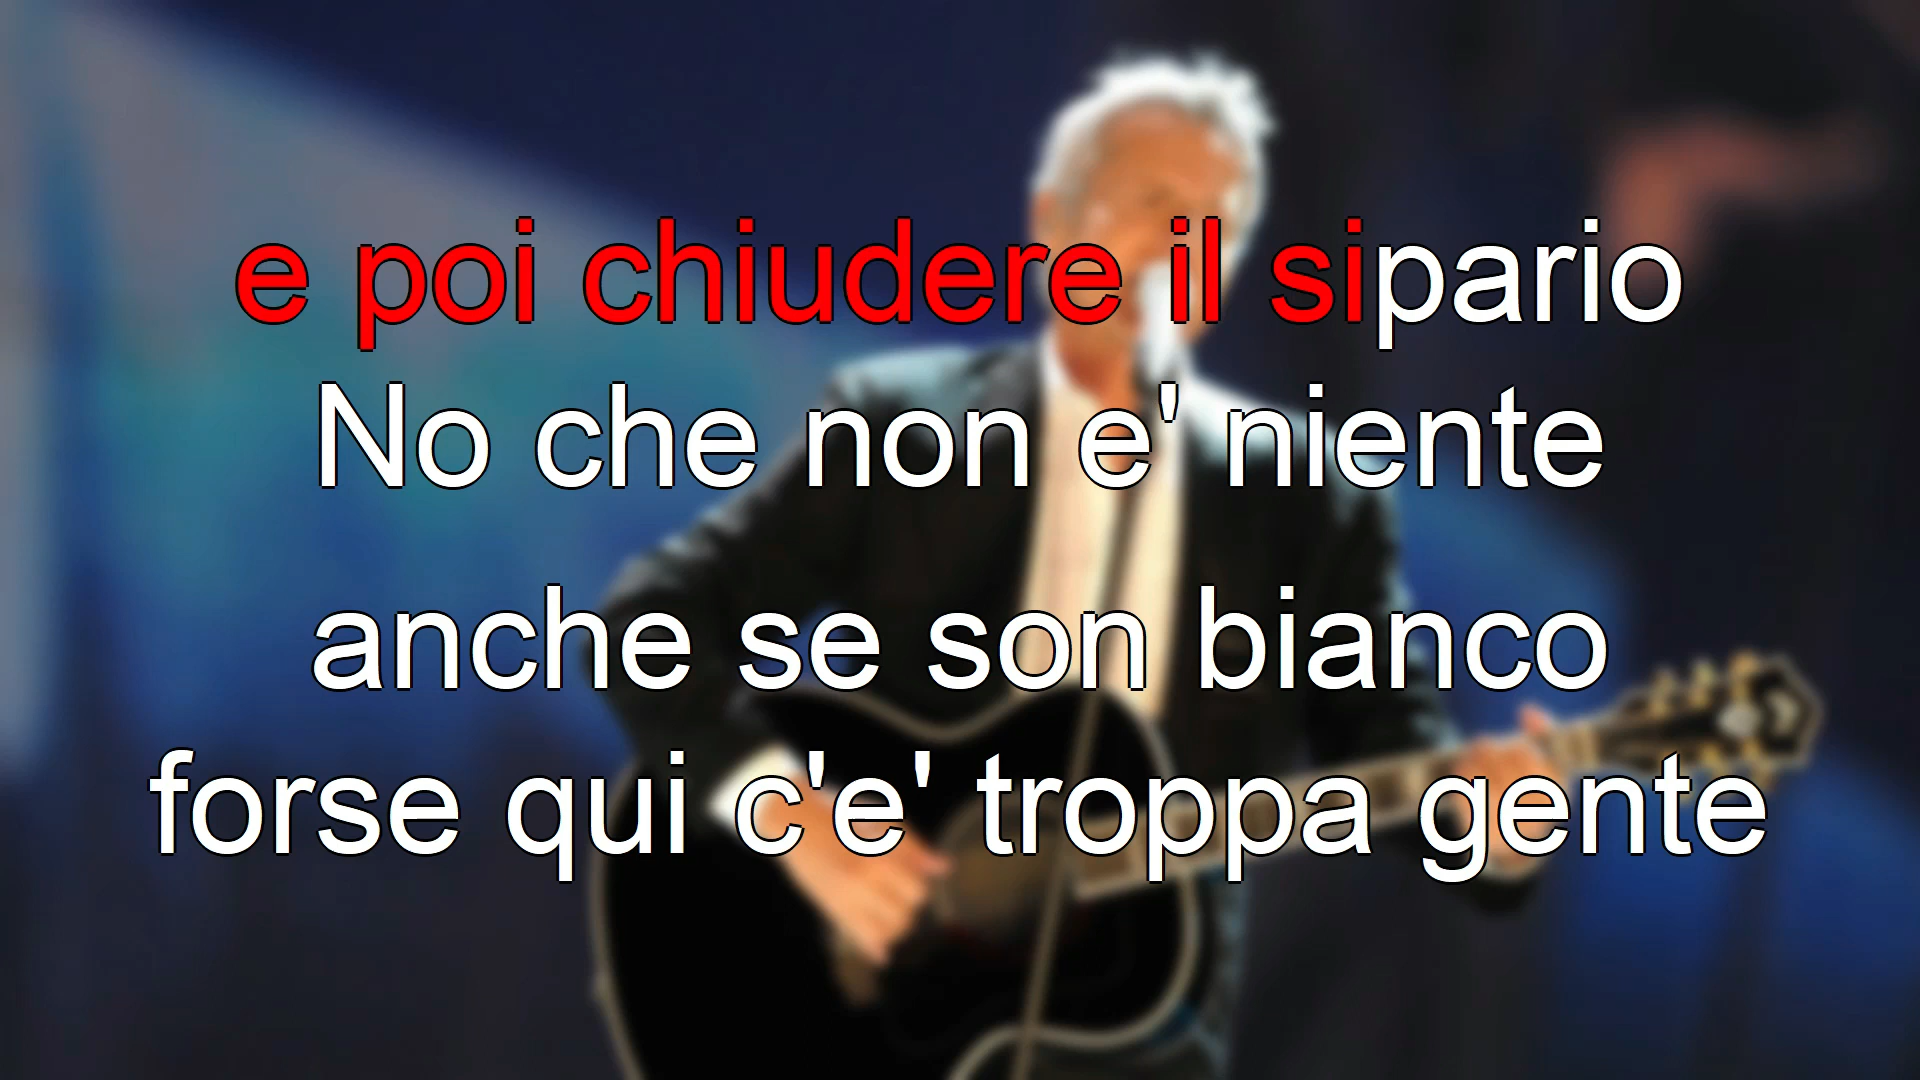 e poi chiudere il sipario
No che non e' niente
anche se son bianco
forse qui c'e' troppa gente